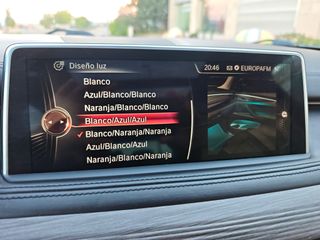 Diseño luz
20:46 EUROPAFM
Blanco
Azul/Blanco/Blanco
Naranja/Blanco/Blanco
Blanco/Azul/Azul
Blanco/Naranja/Naranja
Azul/Blanco/Azul
Naranja/Blanco/Naranja